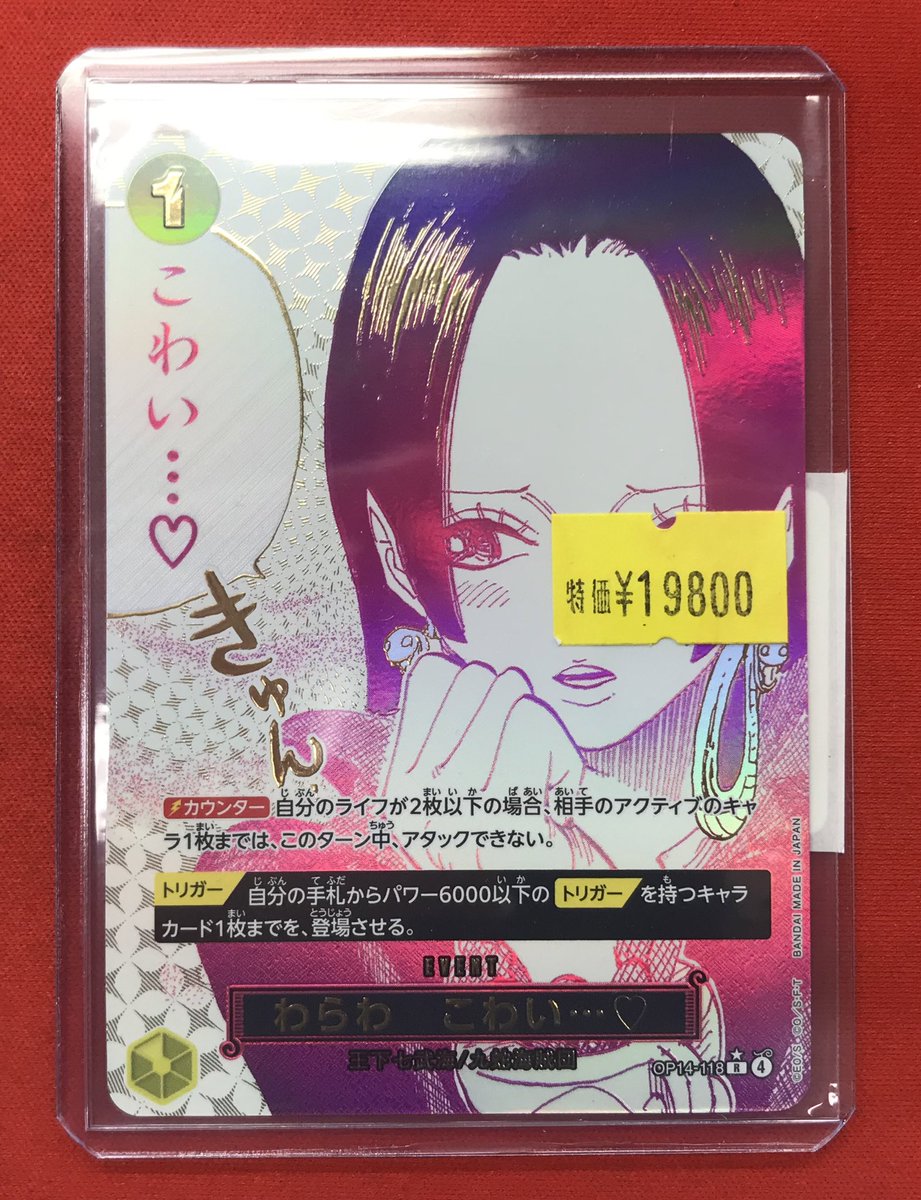 1
こわい…♡
きゅん
特価¥19800
カウンター 自分のライフが2枚以下の場合、相手のアクティブのキャ
ラ1枚までは、このターン中、アタックできない。
トリガー 自分の手札からパワー6000以下の トリガー を持つキャラ
カード1枚までを、登場させる。
EVENT
わらわ こわい…♡
王下七武海/九蛇海賊団
OP14-118 R 4
©E.O/S.,CO/S.F.T BANDAI MADE IN JAPAN